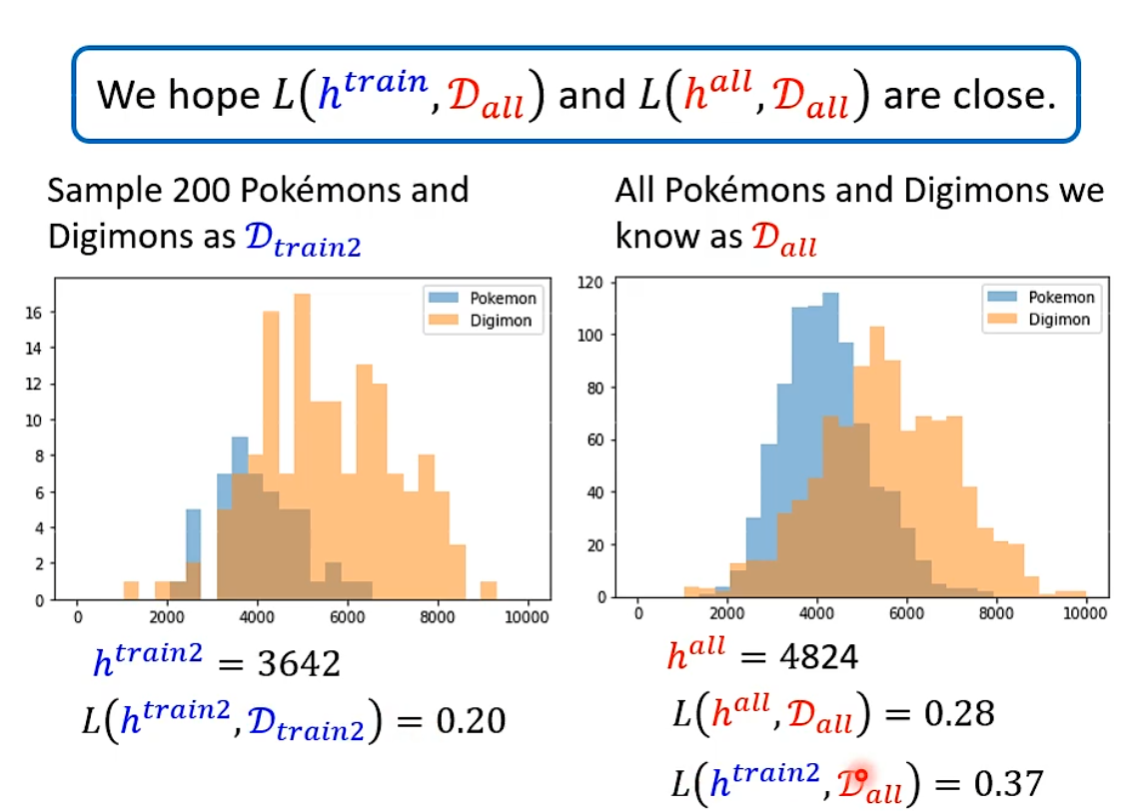 We hope L(h^train, D_all) and L(h^all, D_all) are close.
Sample 200 Pokémons and
Digimons as D_train2
16
14
12
10
8
6
4
2
0
0 2000 4000 6000 8000 10000
Pokemon
Digimon
h^train2 = 3642
L(h^train2, D_train2) = 0.20
All Pokémons and Digimons we
know as D_all
120
100
80
60
40
20
0
0 2000 4000 6000 8000 10000
Pokemon
Digimon
h^all = 4824
L(h^all, D_all) = 0.28
L(h^train2, D_all) = 0.37